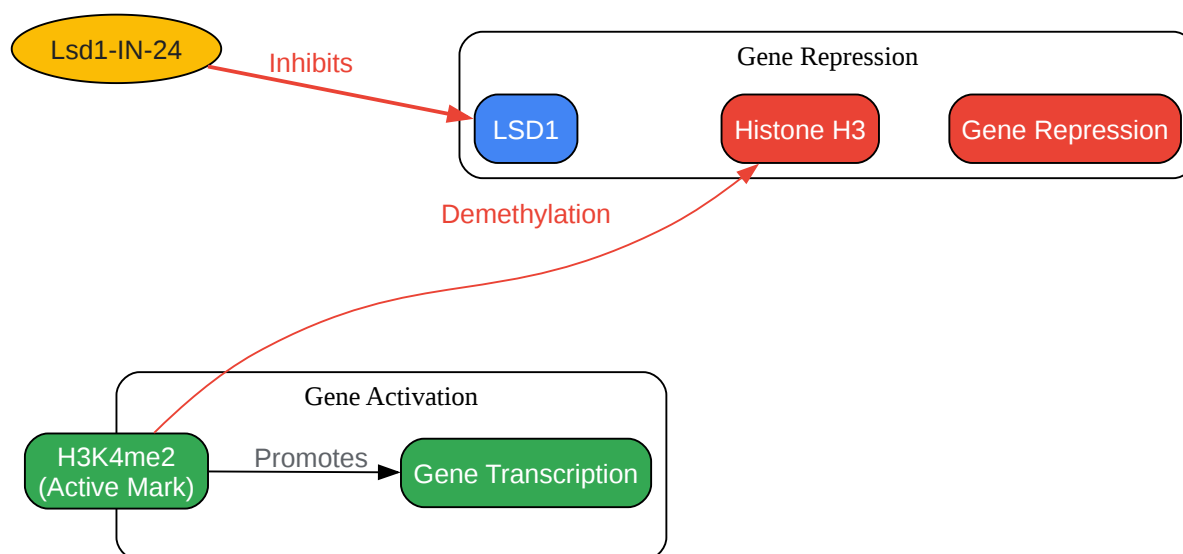 Lsd1-IN-24
Inhibits
Gene Repression
LSD1
Histone H3
Gene Repression
Demethylation
Gene Activation
H3K4me2
(Active Mark)
Promotes
Gene Transcription